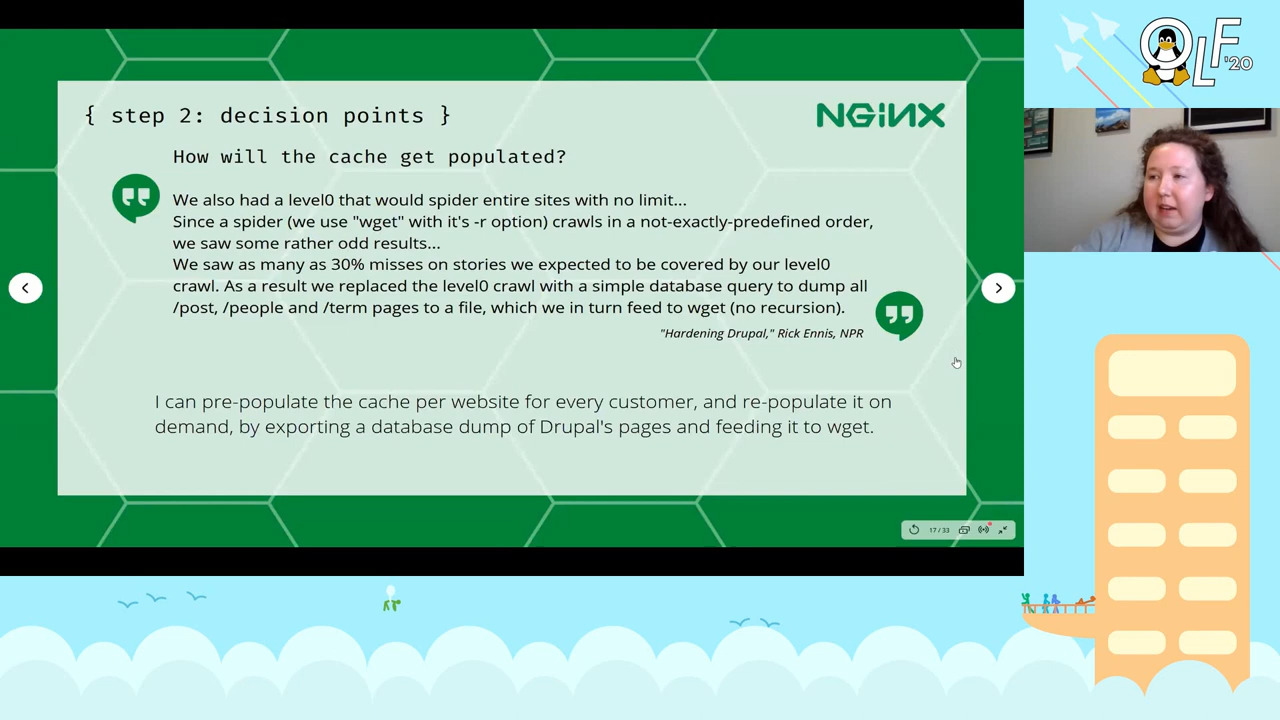 { step 2: decision points }
NGINX
How will the cache get populated?
We also had a level0 that would spider entire sites with no limit...
Since a spider (we use "wget" with it's -r option) crawls in a not-exactly-predefined order,
we saw some rather odd results...
We saw as many as 30% misses on stories we expected to be covered by our level0
crawl. As a result we replaced the level0 crawl with a simple database query to dump all
/post, /people and /term pages to a file, which we in turn feed to wget (no recursion).
"Hardening Drupal," Rick Ennis, NPR
I can pre-populate the cache per website for every customer, and re-populate it on
demand, by exporting a database dump of Drupal's pages and feeding it to wget.
17 / 33
OLF '20